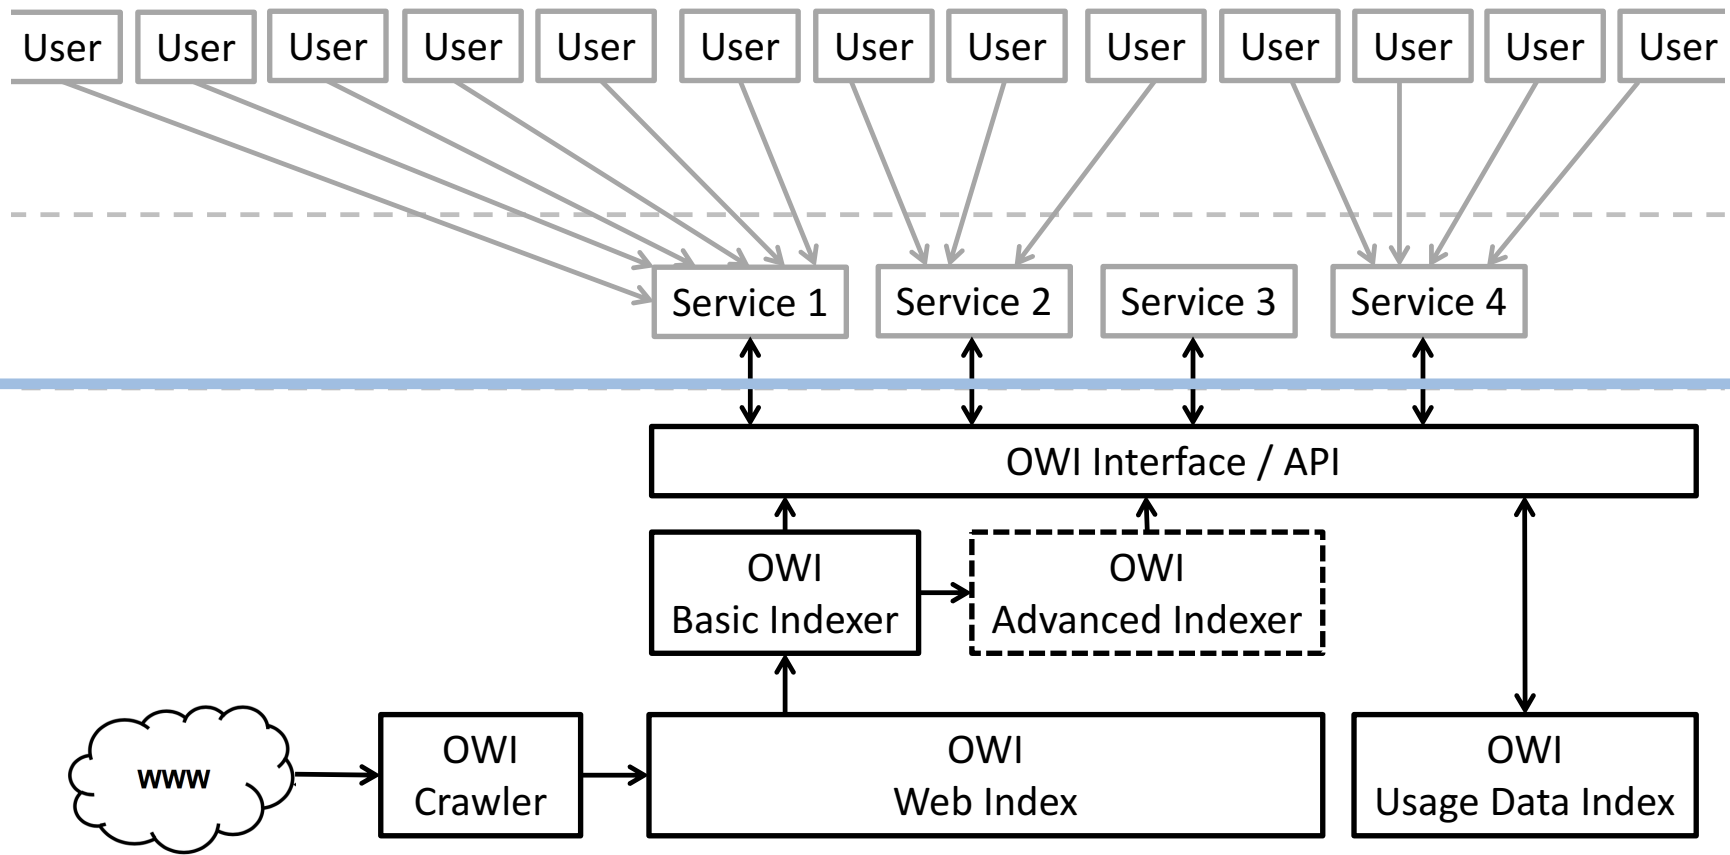 User User User User User User User User User User User User User
Service 1 Service 2 Service 3 Service 4
OWI Interface / API
OWI
Basic Indexer
OWI
Advanced Indexer
www
OWI
Crawler
OWI
Web Index
OWI
Usage Data Index